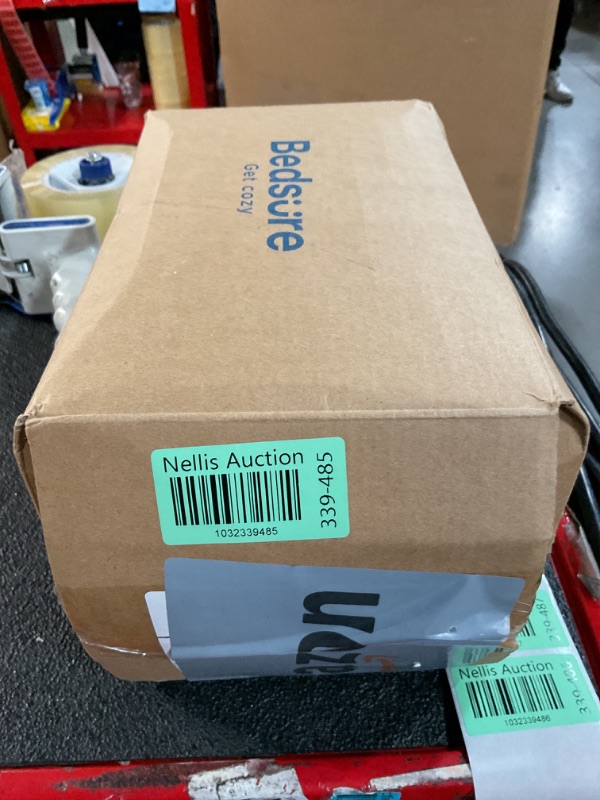 Bedsure
Get cozy
Nellis Auction
1032339485
339-485
Nellis Auction
1032339486